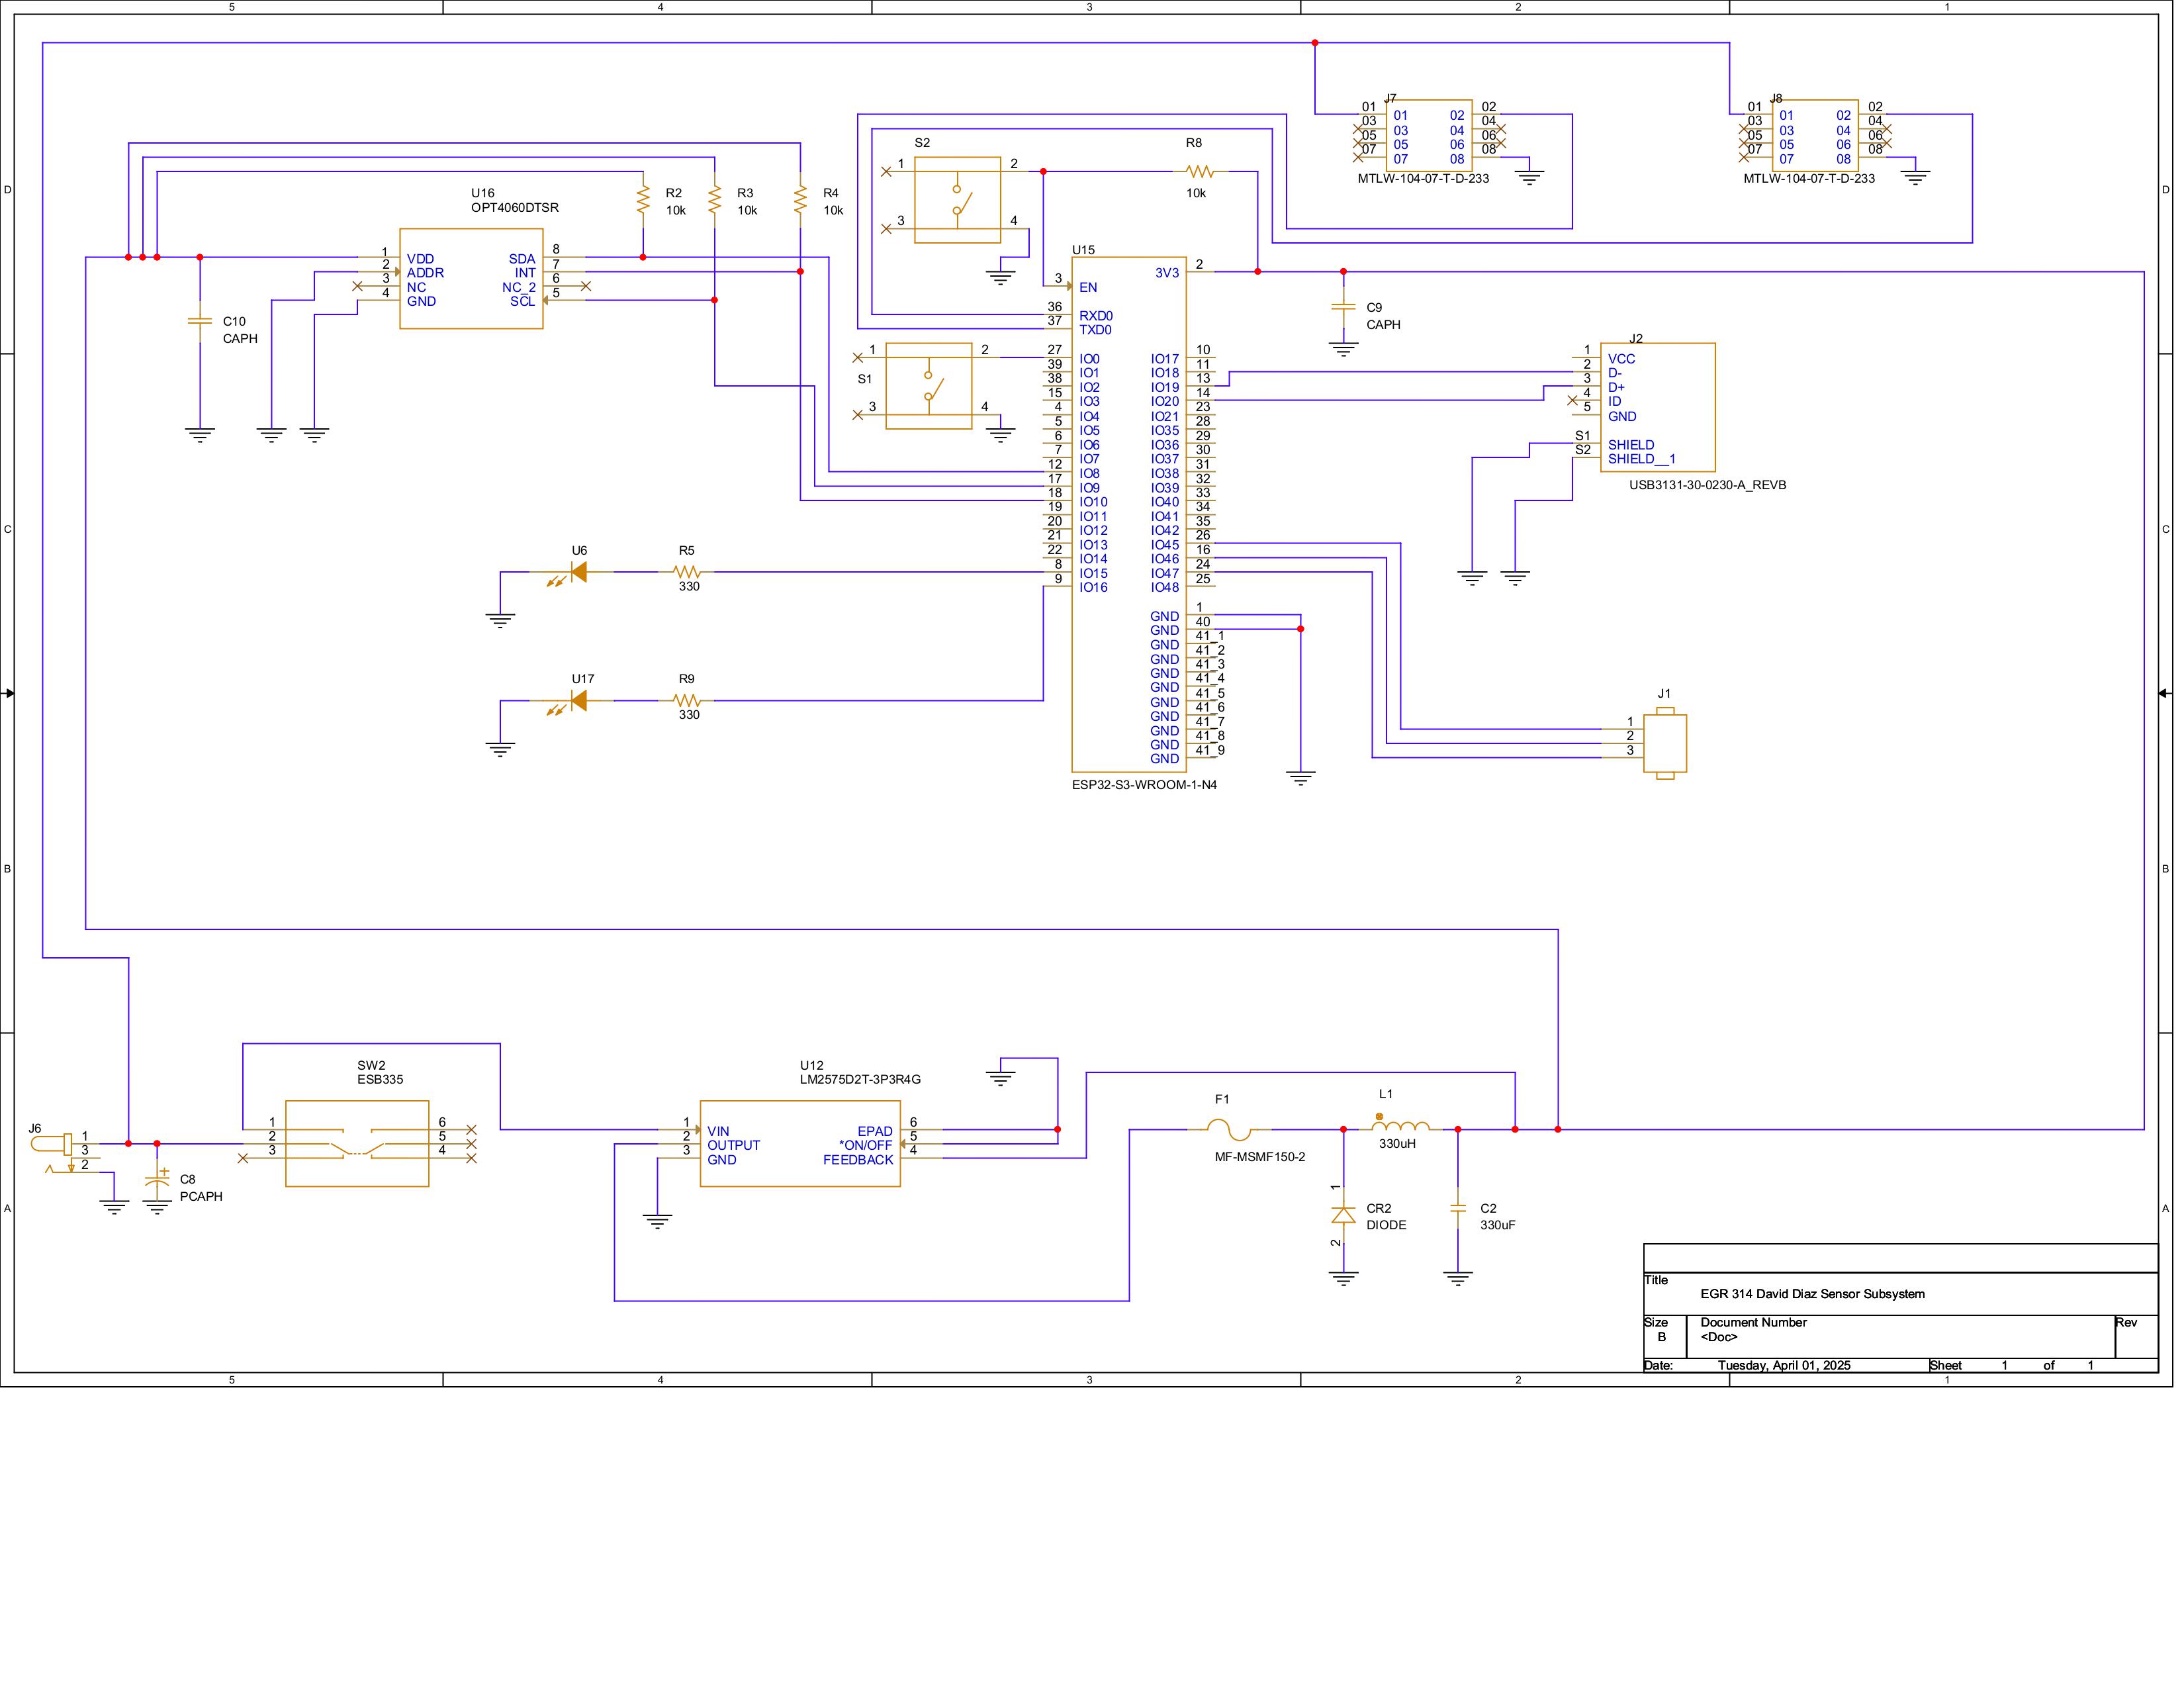 5 4 3 2 1
D D
C C
B B
A A
5 4 3 2 1
J7
01 01 02 02
03 03 04 04
05 05 06 06
07 07 08 08
MTLW-104-07-T-D-233
J8
01 01 02 02
03 03 04 04
05 05 06 06
07 07 08 08
MTLW-104-07-T-D-233
S2
1 2
3 4
R8
10k
U16
OPT4060DTSR
1 VDD SDA 8
2 ADDR INT 7
3 NC NC_2 6
4 GND SCL 5
R2
10k
R3
10k
R4
10k
C10
CAPH
U15
3V3 2
3 EN
36 RXD0
37 TXD0
27 IO0 IO17 10
39 IO1 IO18 11
38 IO2 IO19 13
15 IO3 IO20 14
4 IO4 IO21 23
5 IO5 IO35 28
6 IO6 IO36 29
7 IO7 IO37 30
12 IO8 IO38 31
17 IO9 IO39 32
18 IO10 IO40 33
19 IO11 IO41 34
20 IO12 IO42 35
21 IO13 IO45 26
22 IO14 IO46 16
8 IO15 IO47 24
9 IO16 IO48 25
GND 1
GND 40
GND 41_1
GND 41_2
GND 41_3
GND 41_4
GND 41_5
GND 41_6
GND 41_7
GND 41_8
GND 41_9
ESP32-S3-WROOM-1-N4
C9
CAPH
S1
1 2
3 4
J2
1 VCC
2 D-
3 D+
4 ID
5 GND
S1 SHIELD
S2 SHIELD__1
USB3131-30-0230-A_REVB
U6
R5
330
U17
R9
330
J1
1
2
3
J6
1
3
2
C8
PCAPH
+
SW2
ESB335
1 6
2 5
3 4
U12
LM2575D2T-3P3R4G
1 VIN EPAD 6
2 OUTPUT *ON/OFF 5
3 GND FEEDBACK 4
F1
MF-MSMF150-2
L1
330uH
1
CR2
DIODE
2
C2
330uF
Title
EGR 314 David Diaz Sensor Subsystem
Size Document Number Rev
B <Doc>
Date: Tuesday, April 01, 2025 Sheet 1 of 1